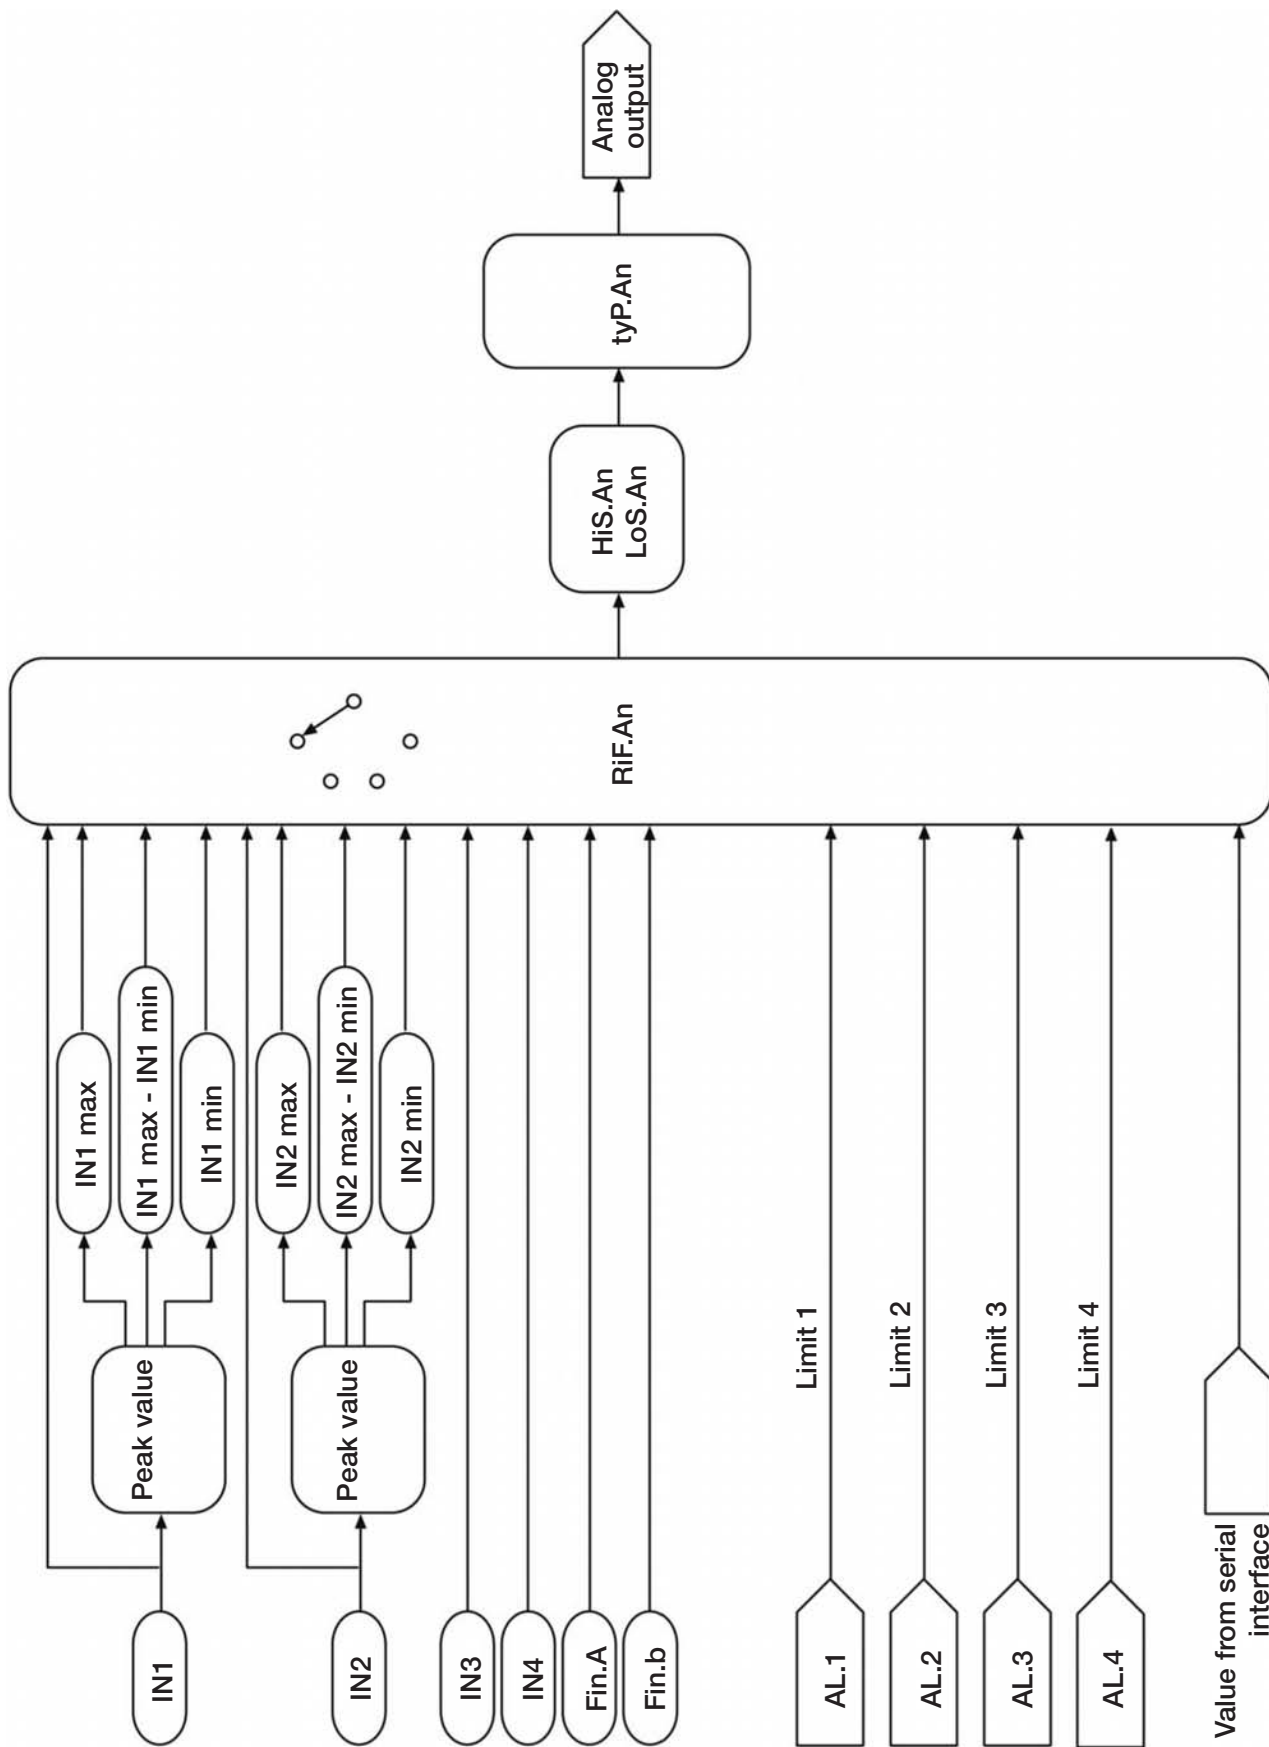 IN1
Peak value
IN1 max
IN1 max - IN1 min
IN1 min
IN2
Peak value
IN2 max
IN2 max - IN2 min
IN2 min
IN3
IN4
Fin.A
Fin.b
RiF.An
HiS.An
LoS.An
tyP.An
Analog
output
AL.1
Limit 1
AL.2
Limit 2
AL.3
Limit 3
AL.4
Limit 4
Value from serial
interface